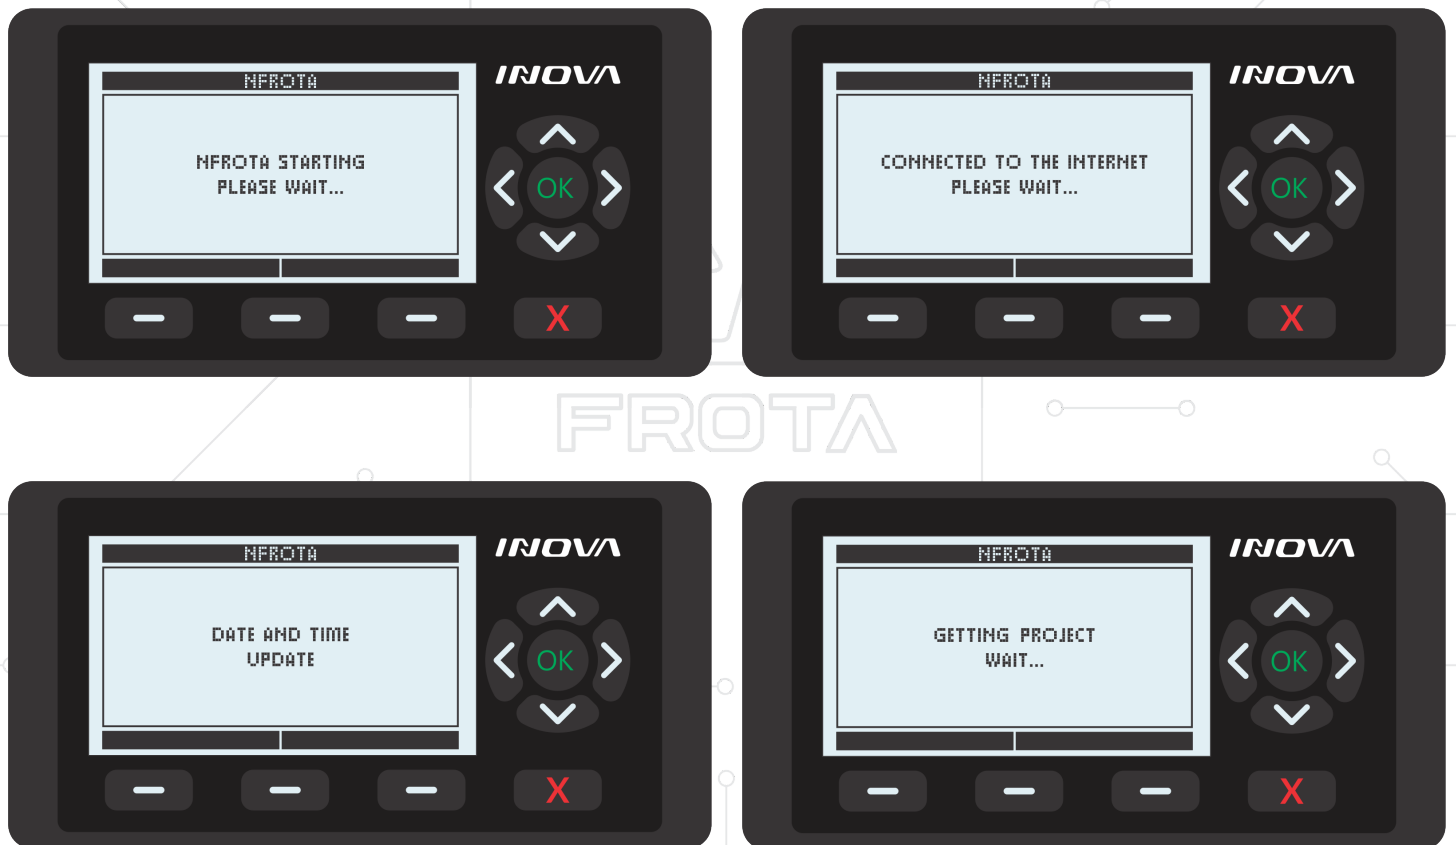 NFROTA
INOVA
NFROTA STARTING
PLEASE WAIT...
OK
X
NFROTA
INOVA
CONNECTED TO THE INTERNET
PLEASE WAIT...
OK
X
FROTA
NFROTA
INOVA
DATE AND TIME
UPDATE
OK
X
NFROTA
INOVA
GETTING PROJECT
WAIT...
OK
X